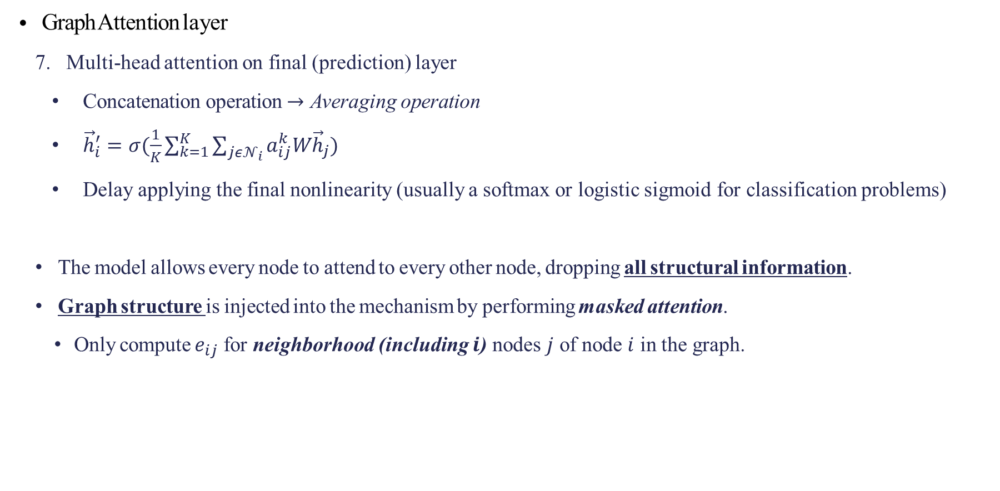 • Graph Attention layer
7. Multi-head attention on final (prediction) layer
• Concatenation operation → Averaging operation
• $\vec{h}_i' = \sigma(\frac{1}{K}\sum_{k=1}^{K}\sum_{j\epsilon\mathcal{N}_i} a_{ij}^{k} W\vec{h}_j)$
• Delay applying the final nonlinearity (usually a softmax or logistic sigmoid for classification problems)
• The model allows every node to attend to every other node, dropping all structural information.
• Graph structure is injected into the mechanism by performing masked attention.
• Only compute $e_{ij}$ for neighborhood (including i) nodes $j$ of node $i$ in the graph.